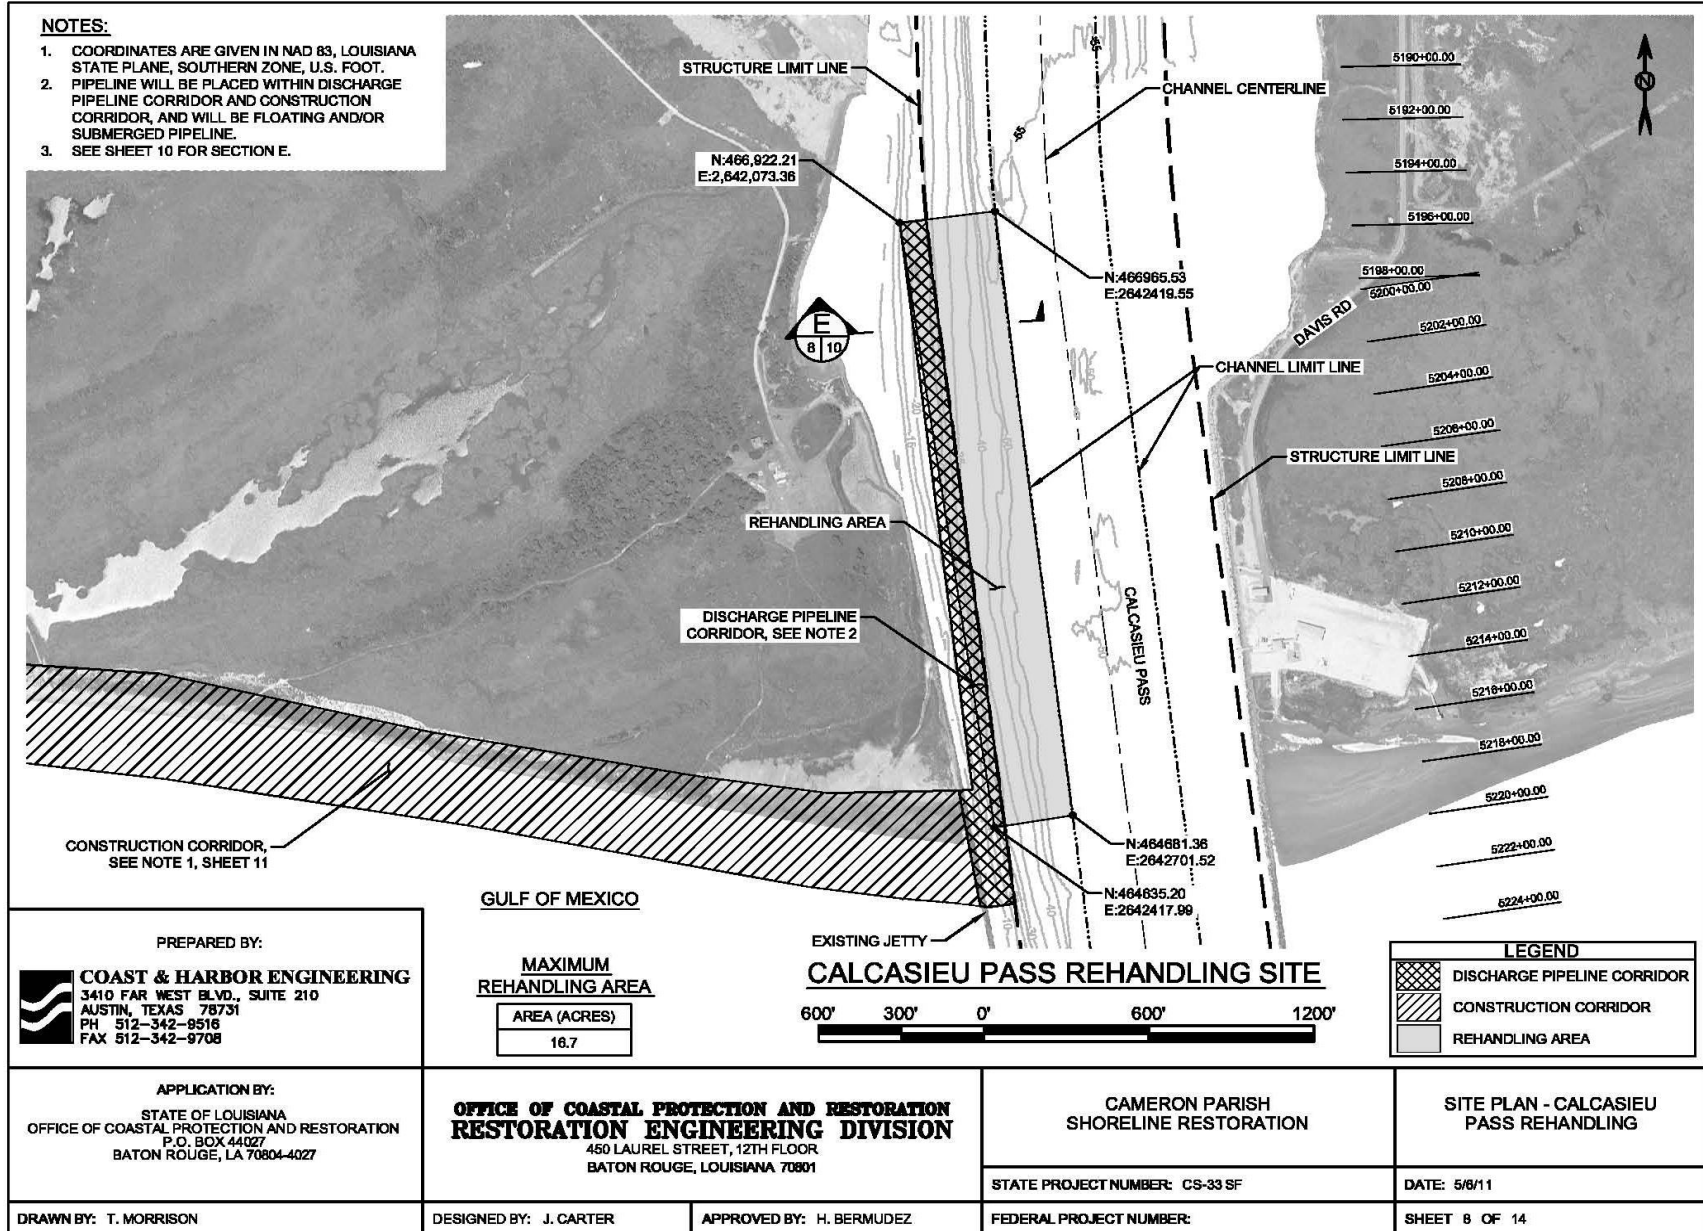 NOTES:
1. COORDINATES ARE GIVEN IN NAD 83, LOUISIANA
STATE PLANE, SOUTHERN ZONE, U.S. FOOT.
2. PIPELINE WILL BE PLACED WITHIN DISCHARGE
PIPELINE CORRIDOR AND CONSTRUCTION
CORRIDOR, AND WILL BE FLOATING AND/OR
SUBMERGED PIPELINE.
3. SEE SHEET 10 FOR SECTION E.
STRUCTURE LIMIT LINE
CHANNEL CENTERLINE
-55
-55
N
N:466,922.21
E:2,642,073.36
N:466965.53
E:2642419.55
E
8 10
5190+00.00
5192+00.00
5194+00.00
5196+00.00
5198+00.00
5200+00.00
5202+00.00
5204+00.00
5206+00.00
5208+00.00
5210+00.00
5212+00.00
5214+00.00
5216+00.00
5218+00.00
5220+00.00
5222+00.00
5224+00.00
DAVIS RD
CHANNEL LIMIT LINE
STRUCTURE LIMIT LINE
REHANDLING AREA
DISCHARGE PIPELINE
CORRIDOR, SEE NOTE 2
CALCASIEU PASS
CONSTRUCTION CORRIDOR,
SEE NOTE 1, SHEET 11
N:464681.36
E:2642701.52
N:464635.20
E:2642417.99
GULF OF MEXICO
EXISTING JETTY
MAXIMUM
REHANDLING AREA
AREA (ACRES)
16.7
CALCASIEU PASS REHANDLING SITE
600' 300' 0' 600' 1200'
LEGEND
DISCHARGE PIPELINE CORRIDOR
CONSTRUCTION CORRIDOR
REHANDLING AREA
PREPARED BY:
COAST & HARBOR ENGINEERING
3410 FAR WEST BLVD., SUITE 210
AUSTIN, TEXAS 78731
PH 512-342-9516
FAX 512-342-9708
APPLICATION BY:
STATE OF LOUISIANA
OFFICE OF COASTAL PROTECTION AND RESTORATION
P.O. BOX 44027
BATON ROUGE, LA 70804-4027
OFFICE OF COASTAL PROTECTION AND RESTORATION
RESTORATION ENGINEERING DIVISION
450 LAUREL STREET, 12TH FLOOR
BATON ROUGE, LOUISIANA 70801
CAMERON PARISH
SHORELINE RESTORATION
SITE PLAN - CALCASIEU
PASS REHANDLING
STATE PROJECT NUMBER: CS-33 SF
DATE: 5/6/11
DRAWN BY: T. MORRISON
DESIGNED BY: J. CARTER
APPROVED BY: H. BERMUDEZ
FEDERAL PROJECT NUMBER:
SHEET 8 OF 14